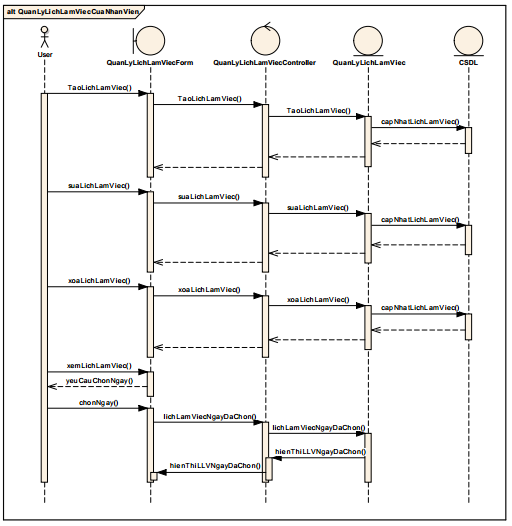 alt QuanLyLichLamViecCuaNhanVien
User
QuanLyLichLamViecForm
QuanLyLichLamViecController
QuanLyLichLamViec
CSDL
TaoLichLamViec()
TaoLichLamViec()
TaoLichLamViec()
capNhatLichLamViec()
suaLichLamViec()
suaLichLamViec()
suaLichLamViec()
capNhatLichLamViec()
xoaLichLamViec()
xoaLichLamViec()
xoaLichLamViec()
capNhatLichLamViec()
xemLichLamViec()
yeuCauChonNgay()
chonNgay()
lichLamViecNgayDaChon()
lichLamViecNgayDaChon()
hienThiLLVNgayDaChon()
hienThiLLVNgayDaChon()